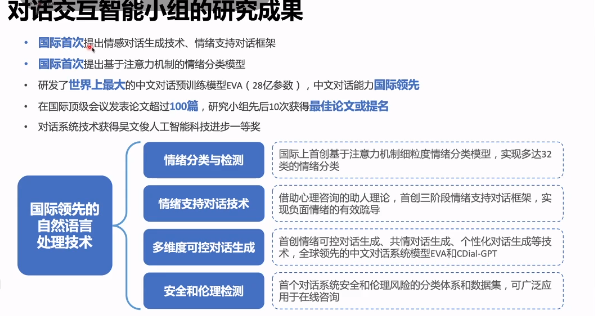 对话交互智能小组的研究成果
• 国际首次提出情感对话生成技术、情绪支持对话框架
• 国际首次提出基于注意力机制的情绪分类模型
• 研发了世界上最大的中文对话预训练模型EVA（28亿参数），中文对话能力国际领先
• 在国际顶级会议发表论文超过100篇，研究小组先后10次获得最佳论文或提名
• 对话系统技术获得吴文俊人工智能科技进步一等奖
国际领先的
自然语言
处理技术
情绪分类与检测
国际上首创基于注意力机制细粒度情绪分类模型，实现多达32
类的情绪分类
情绪支持对话技术
借助心理咨询的助人理论，首创三阶段情绪支持对话框架，实
现负面情绪的有效疏导
多维度可控对话生成
首创情绪可控对话生成、共情对话生成、个性化对话生成等技
术，全球领先的中文对话系统模型EVA和CDial-GPT
安全和伦理检测
首个对话系统安全和伦理风险的分类体系和数据集，可广泛应
用于在线咨询